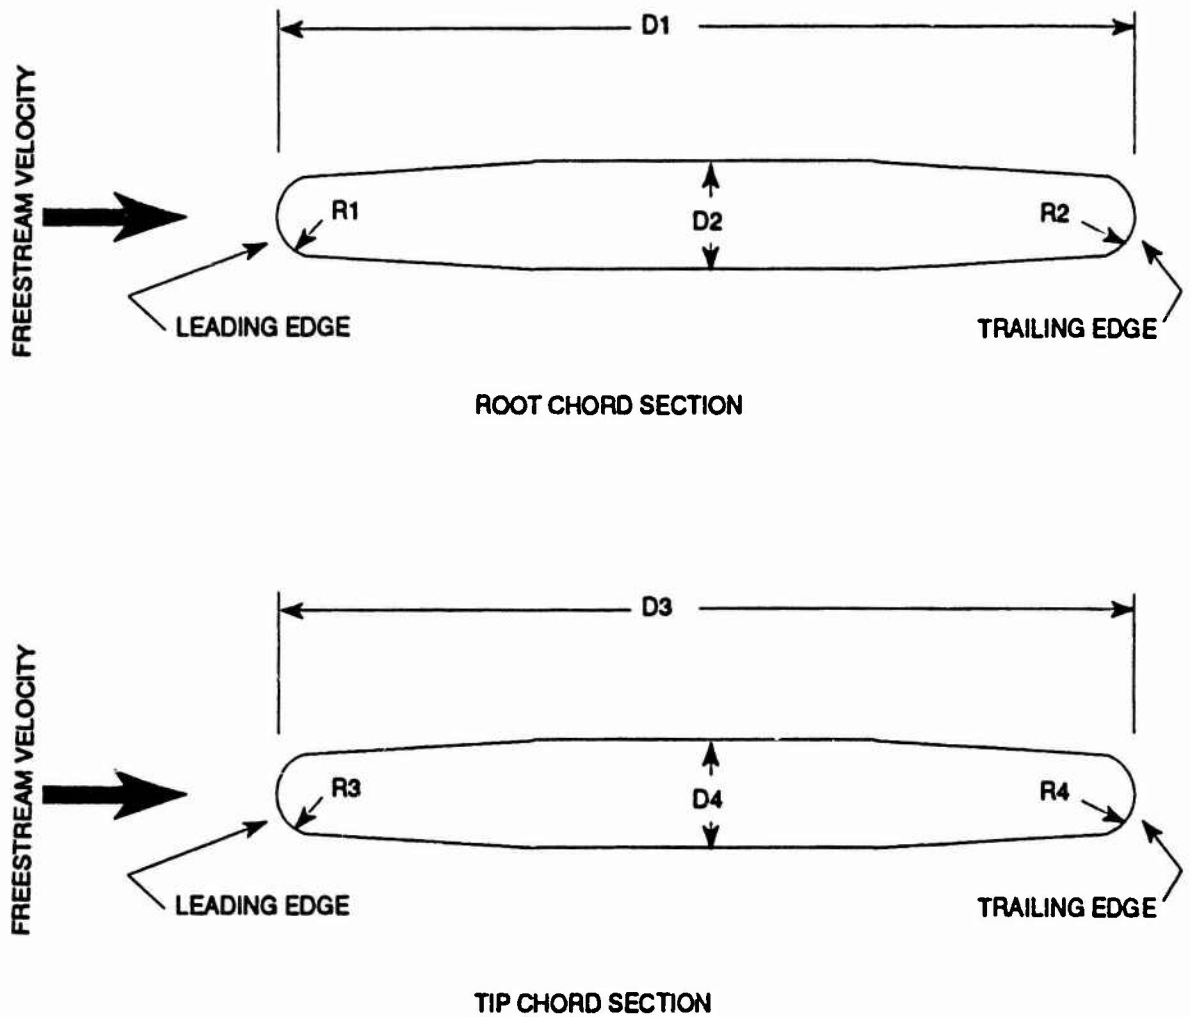 D1
FREESTREAM VELOCITY
R1
D2
R2
LEADING EDGE
TRAILING EDGE
ROOT CHORD SECTION
D3
FREESTREAM VELOCITY
R3
D4
R4
LEADING EDGE
TRAILING EDGE
TIP CHORD SECTION